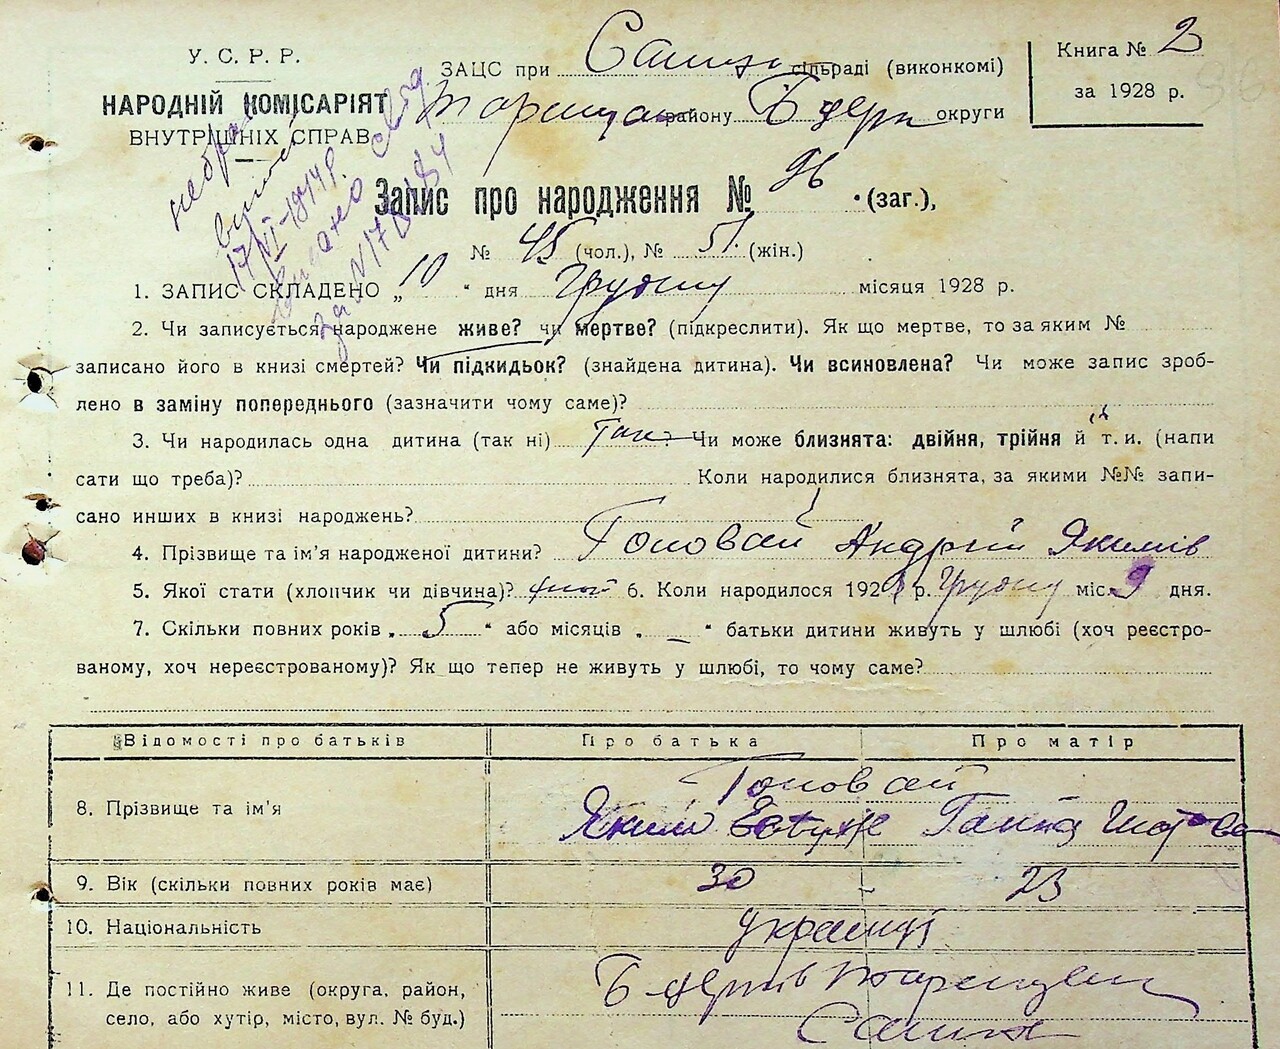 У. С. Р. Р.
НАРОДНІЙ КОМІСАРІЯТ
ВНУТРІШНІХ СПРАВ
ЗАЦС при сільраді (виконкомі)
району округи
Книга № 2
за 1928 р.
Запис про народження № 96 (заг.),
№ 45 (чол.), № 51. (жін.)
1. ЗАПИС СКЛАДЕНО „10“ дня Грудню місяця 1928 р.
2. Чи записується народжене живе? чи мертве? (підкреслити). Як що мертве, то за яким №
записано його в книзі смертей? Чи підкидьок? (знайдена дитина). Чи всиновлена? Чи може запис зроб-
лено в заміну попереднього (зазначити чому саме)?
3. Чи народилась одна дитина (так ні) Так Чи може близнята: двійня, трійня й т. и. (напи
сати що треба)? Коли народилися близнята, за якими №№ запи-
сано инших в книзі народжень?
4. Прізвище та ім’я народженої дитини? Головай Андрій Якимів
5. Якої стати (хлопчик чи дівчина)? 6. Коли народилося 1928 р. Грудню міс. 9 дня.
7. Скільки повних років „5“ або місяців „–“ батьки дитини живуть у шлюбі (хоч реєстро-
ваному, хоч нереєстрованому)? Як що тепер не живуть у шлюбі, то чому саме?
Відомості про батьків Про батька Про матір
8. Прізвище та ім’я Головай
Яким Ганна
9. Вік (скільки повних років має) 30 – 23
10. Національність українці
11. Де постійно живе (округа, район,
село, або хутір, місто, вул. № буд.)